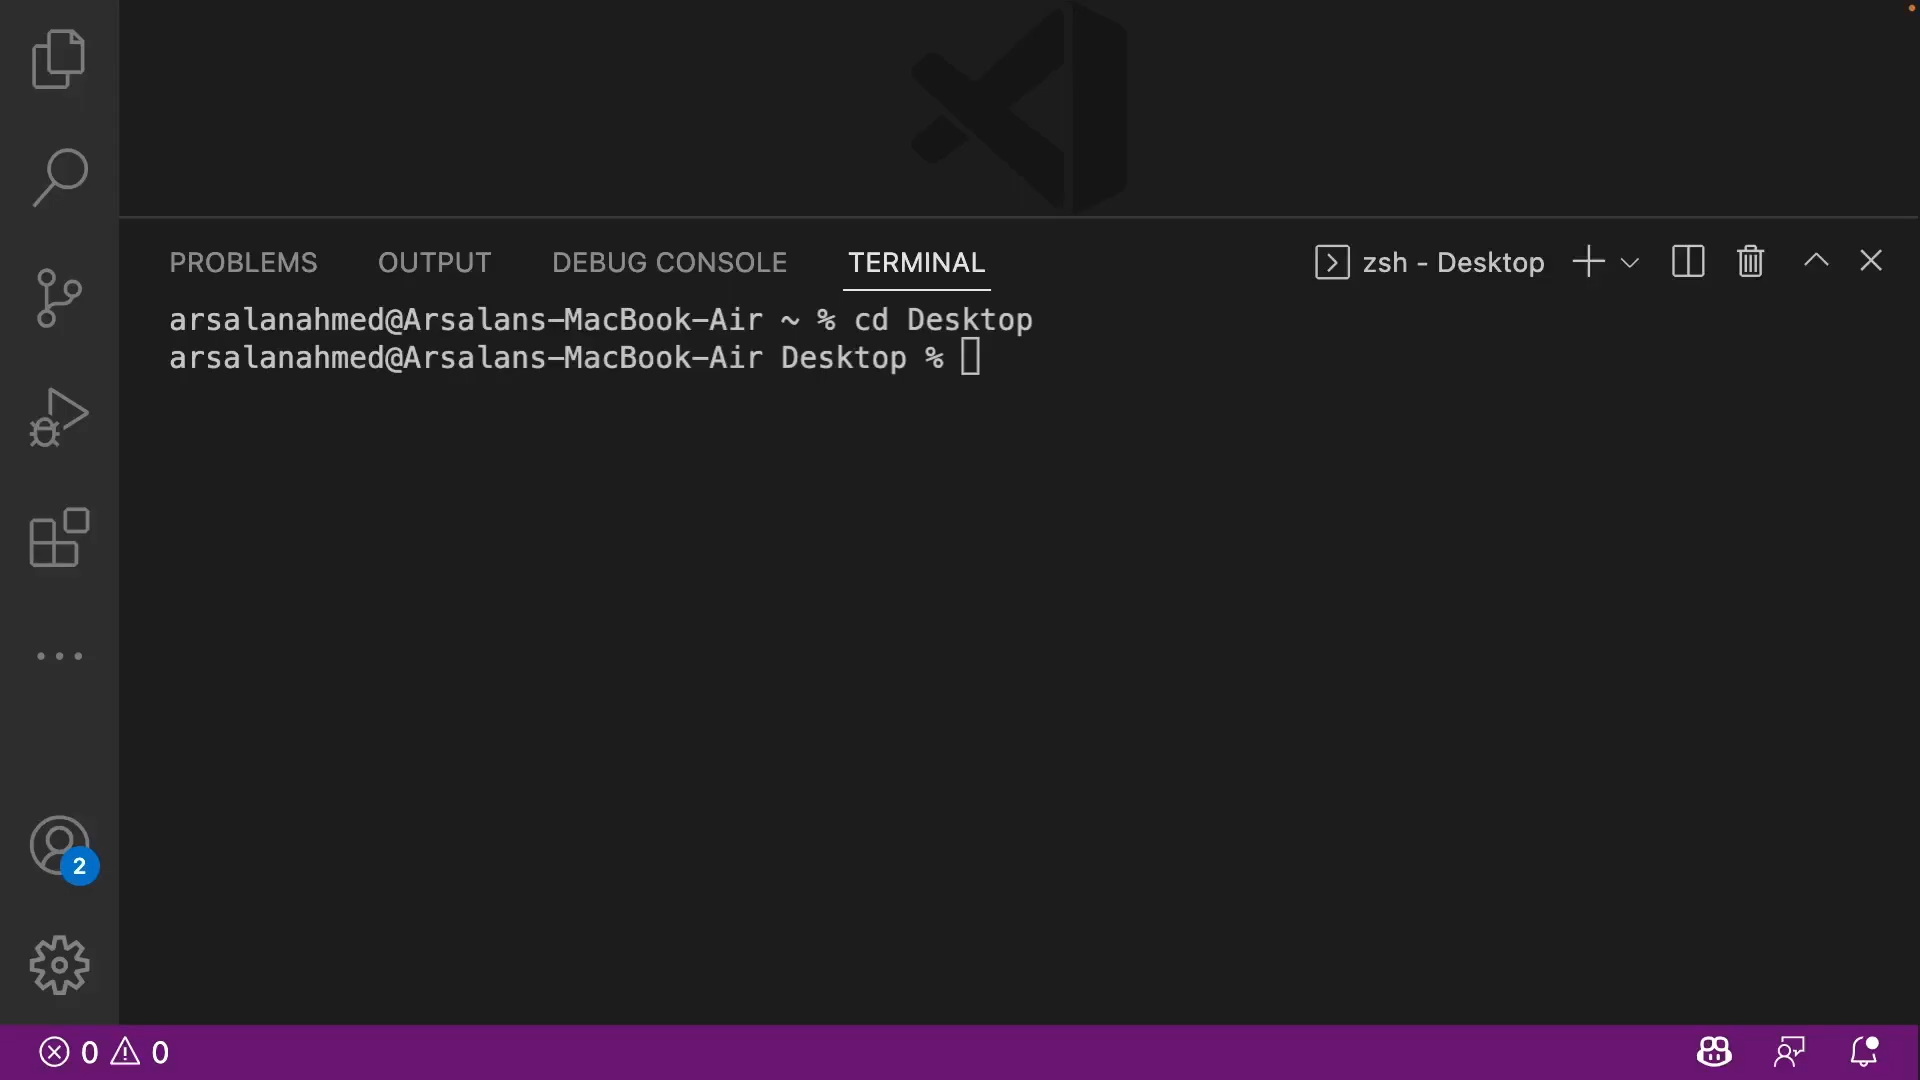 PROBLEMS OUTPUT DEBUG CONSOLE TERMINAL zsh - Desktop
arsalanahmed@Arsalans-MacBook-Air ~ % cd Desktop
arsalanahmed@Arsalans-MacBook-Air Desktop %
2
0 0